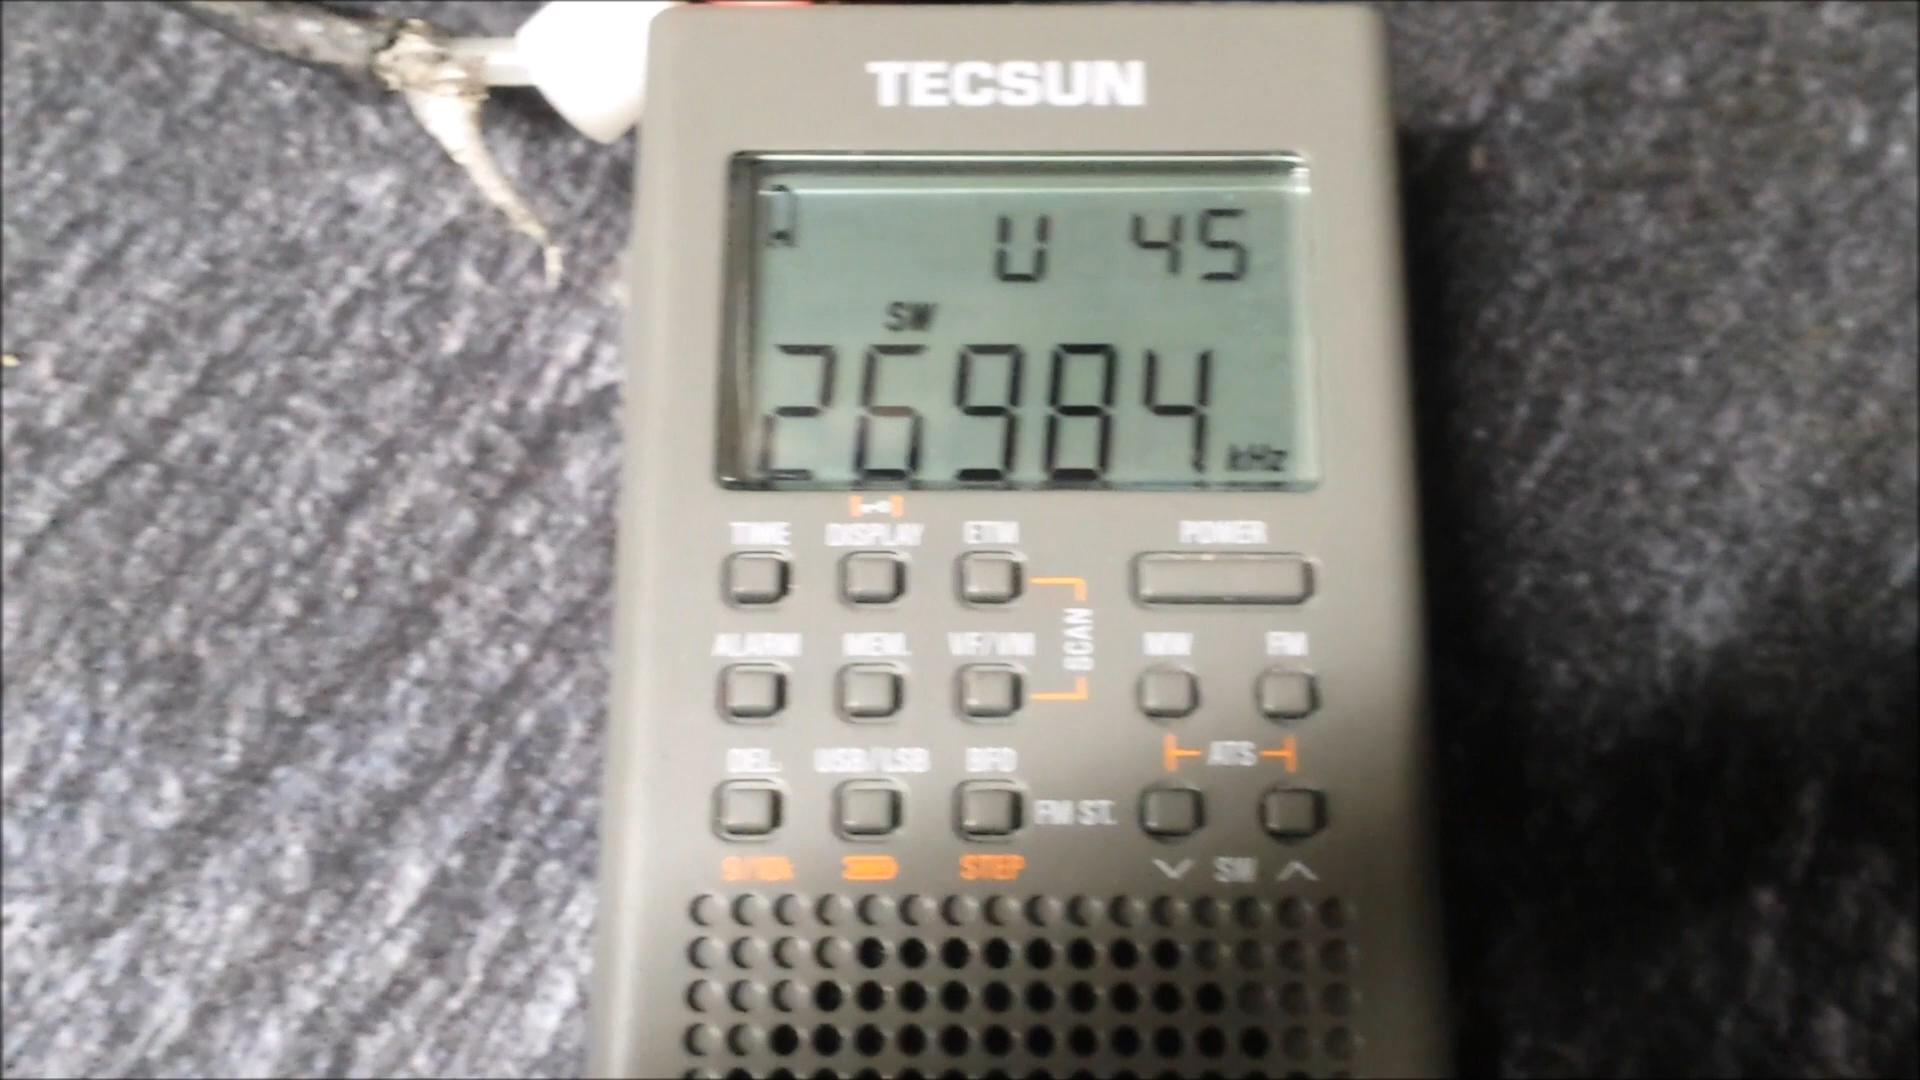 TECSUN
U 45
SW
26984 kHz
TIME DISPLAY ETM POWER
ALARM MEM. VF/VM SCAN MW FM
ATS
DEL. USB/LSB BFO
FM ST.
STEP SW